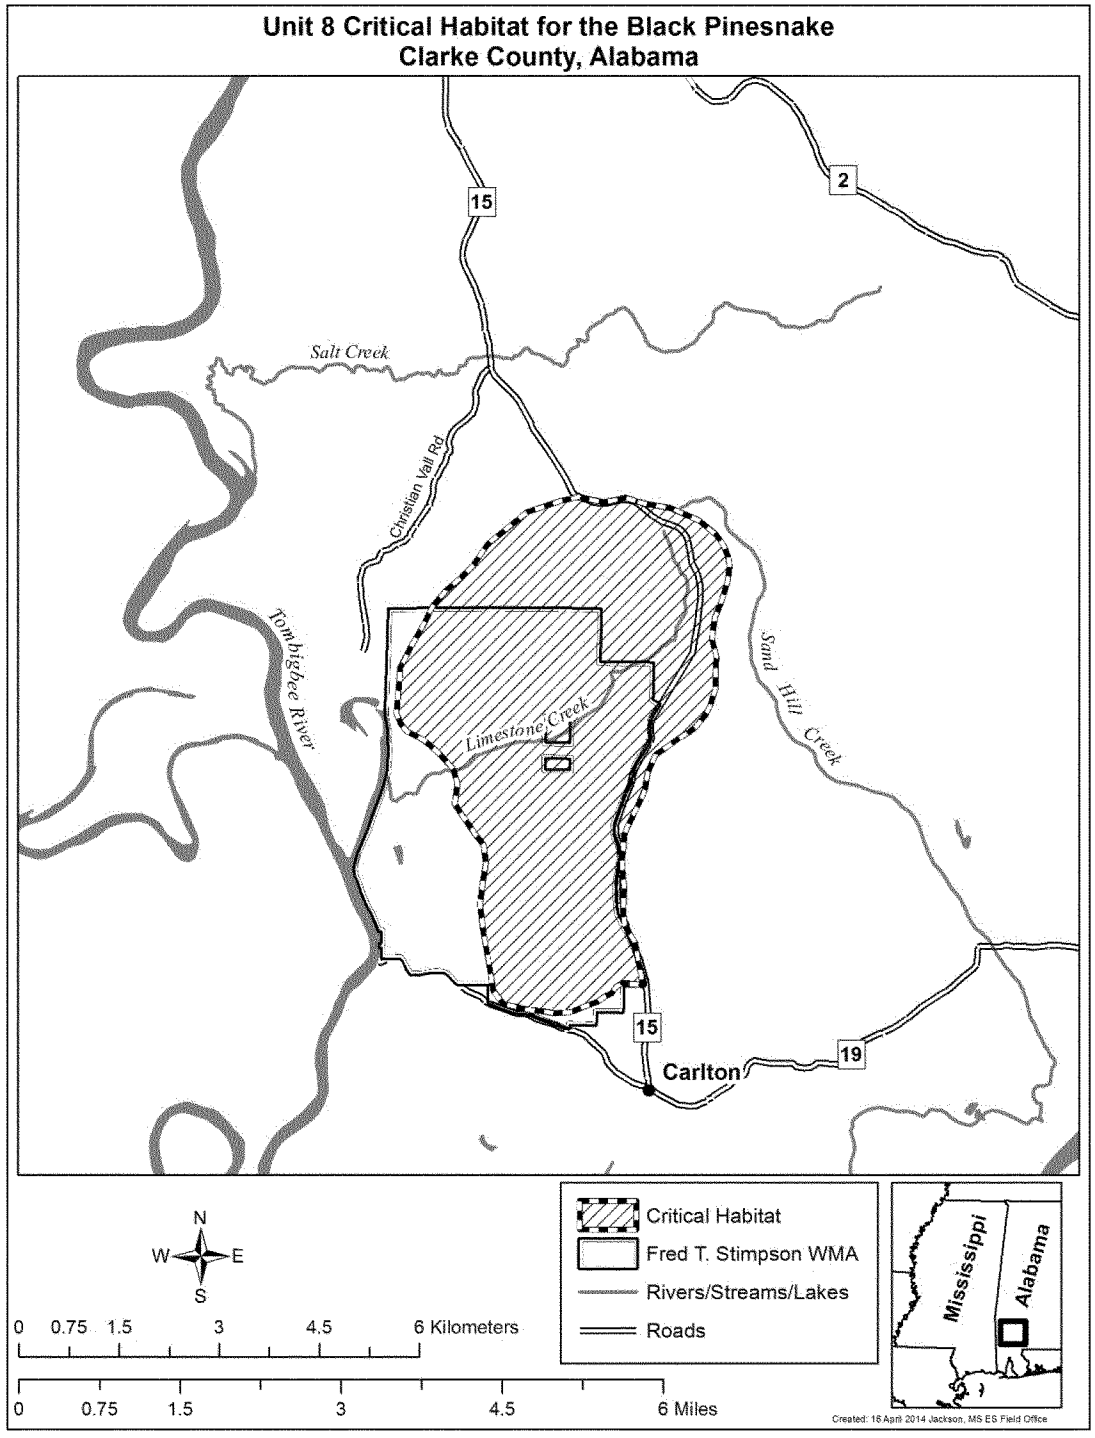 Unit 8 Critical Habitat for the Black Pinesnake
Clarke County, Alabama
2
15
Salt Creek
Christian Vall Rd
Tombigbee River
Sand Hill Creek
Limestone Creek
15
19
Carlton
N
W E
S
0 0.75 1.5 3 4.5 6 Kilometers
0 0.75 1.5 3 4.5 6 Miles
Critical Habitat
Fred T. Stimpson WMA
Rivers/Streams/Lakes
Roads
Mississippi
Alabama
Created: 16 April 2014 Jackson, MS ES Field Office